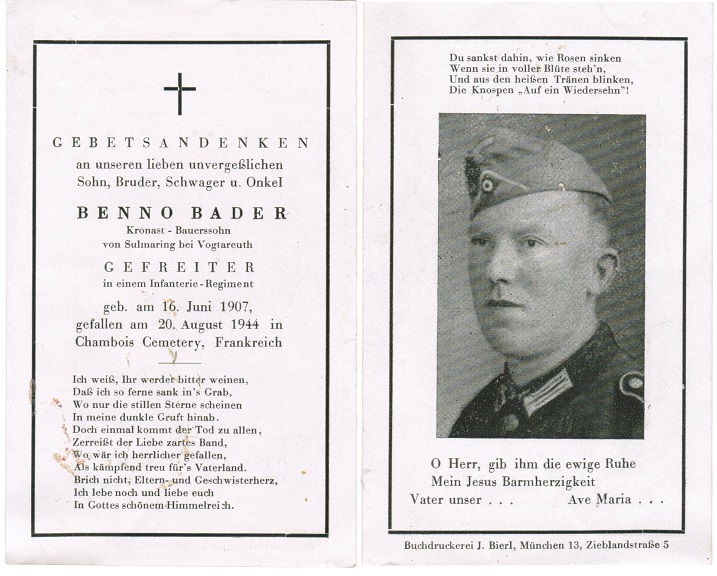 GEBETSANDENKEN
an unseren lieben unvergeßlichen
Sohn, Bruder, Schwager u. Onkel
BENNO BADER
Kronast - Bauerssohn
von Sulmaring bei Vogtareuth
GEFREITER
in einem Infanterie-Regiment
geb. am 16. Juni 1907,
gefallen am 20. August 1944 in
Chambois Cemetery, Frankreich
Ich weiß, Ihr werdet bitter weinen,
Daß ich so ferne sank in's Grab,
Wo nur die stillen Sterne scheinen
In meine dunkle Gruft hinab.
Doch einmal kommt der Tod zu allen,
Zerreißt der Liebe zartes Band,
Wo wär ich herrlicher gefallen,
Als kämpfend treu für's Vaterland.
Brich nicht, Eltern- und Geschwisterherz,
Ich lebe noch und liebe euch
In Gottes schönem Himmelreich.
Du sankst dahin, wie Rosen sinken
Wenn sie in voller Blüte steh'n,
Und aus den heißen Tränen blinken,
Die Knospen „Auf ein Wiedersehn"!
O Herr, gib ihm die ewige Ruhe
Mein Jesus Barmherzigkeit
Vater unser . . . Ave Maria . . .
Buchdruckerei J. Bierl, München 13, Zieblandstraße 5